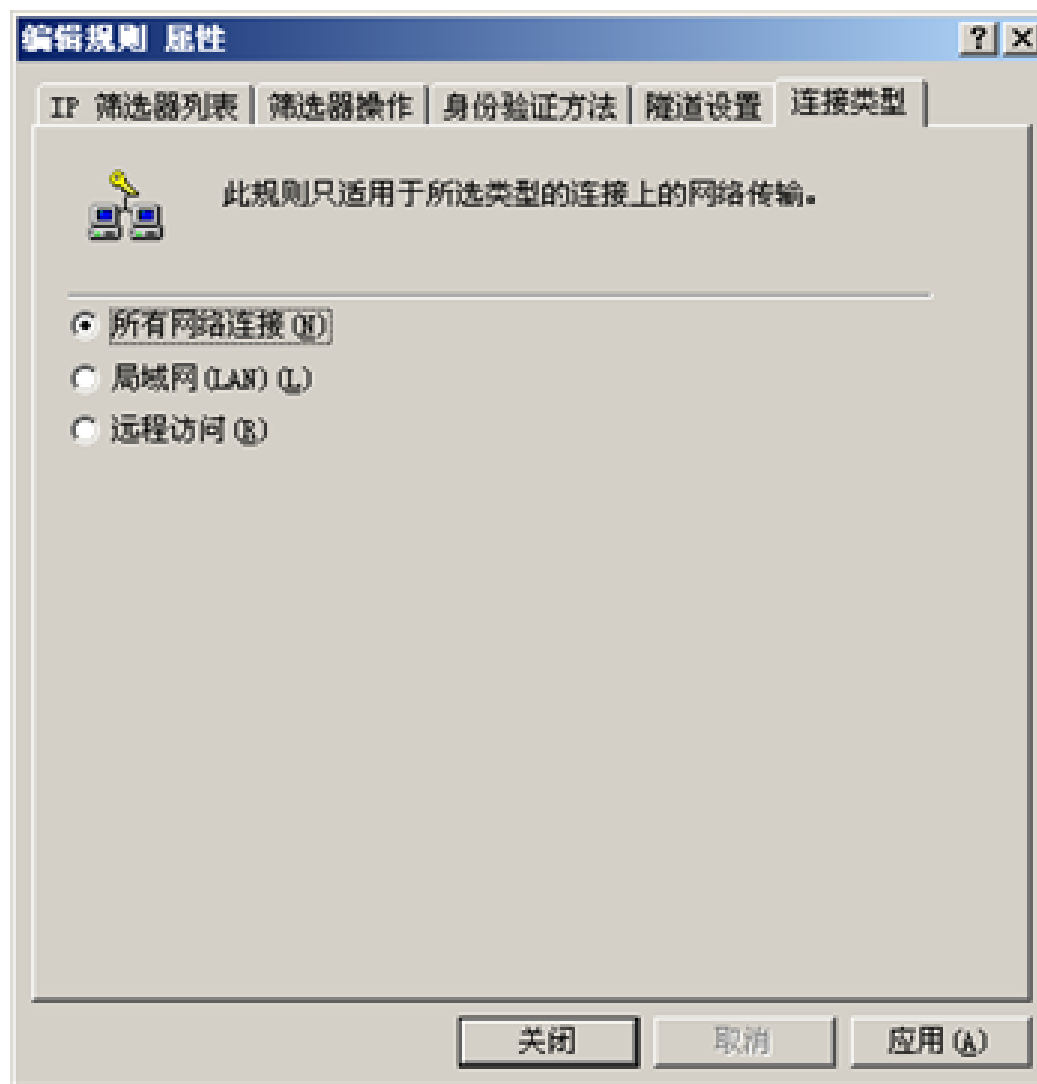 编辑规则 属性
IP 筛选器列表 筛选器操作 身份验证方法 隧道设置 连接类型
此规则只适用于所选类型的连接上的网络传输。
所有网络连接(N)
局域网(LAN)(L)
远程访问(R)
关闭 取消 应用(A)